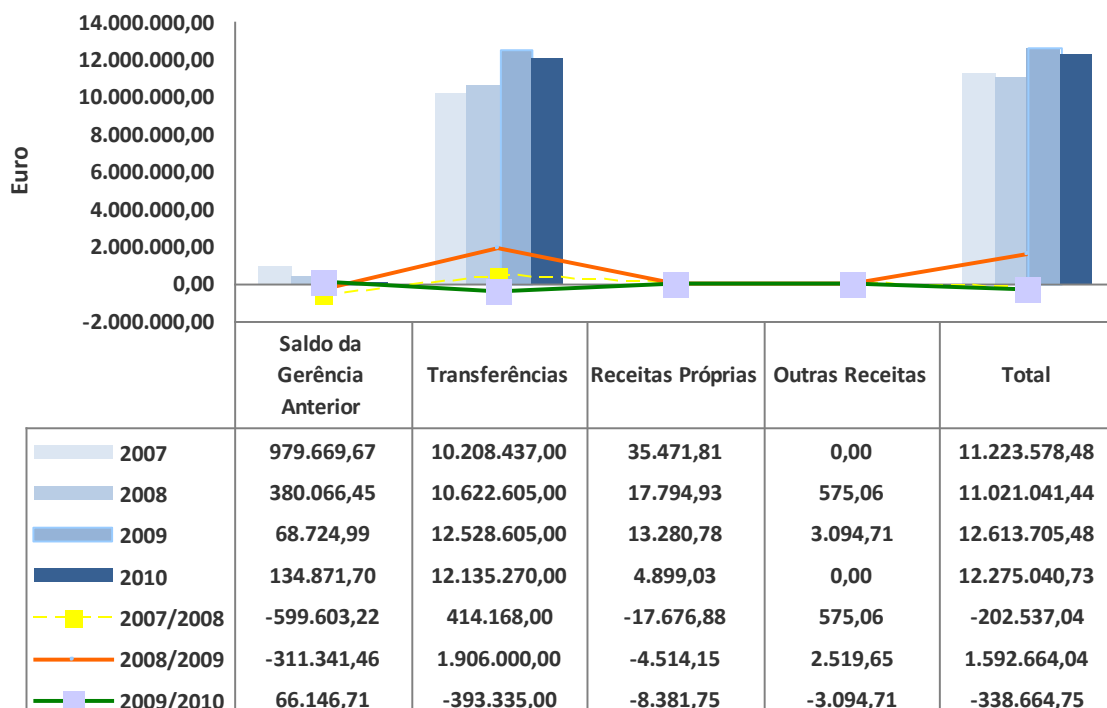 14.000.000,00
12.000.000,00
10.000.000,00
8.000.000,00
6.000.000,00
4.000.000,00
2.000.000,00
0,00
-2.000.000,00
Euro
Saldo da
Gerência
Anterior
Transferências
Receitas Próprias
Outras Receitas
Total
2007 979.669,67 10.208.437,00 35.471,81 0,00 11.223.578,48
2008 380.066,45 10.622.605,00 17.794,93 575,06 11.021.041,44
2009 68.724,99 12.528.605,00 13.280,78 3.094,71 12.613.705,48
2010 134.871,70 12.135.270,00 4.899,03 0,00 12.275.040,73
2007/2008 -599.603,22 414.168,00 -17.676,88 575,06 -202.537,04
2008/2009 -311.341,46 1.906.000,00 -4.514,15 2.519,65 1.592.664,04
2009/2010 66.146,71 -393.335,00 -8.381,75 -3.094,71 -338.664,75